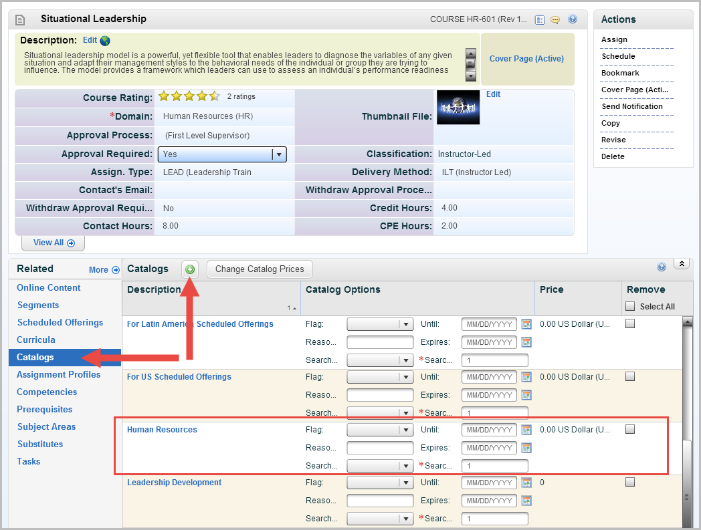 Situational Leadership
COURSE HR-601 (Rev 1...
Description: Edit
Situational leadership model is a powerful, yet flexible tool that enables leaders to diagnose the variables of any given
situation and adapt their management styles to the behavioral needs of the individual or group they are trying to
influence. The model provides a framework which leaders can use to assess an individual's performance readiness
Cover Page (Active)
Course Rating: 2 ratings
*Domain: Human Resources (HR)
Approval Process: (First Level Supervisor)
Thumbnail File: Edit
Approval Required: Yes
Classification: Instructor-Led
Assign. Type: LEAD (Leadership Train
Delivery Method: ILT (Instructor Led)
Contact's Email:
Withdraw Approval Proce...
Withdraw Approval Requi... No
Credit Hours: 4.00
Contact Hours: 8.00
CPE Hours: 2.00
View All
Actions
Assign
Schedule
Bookmark
Cover Page (Acti...
Send Notification
Copy
Revise
Delete
Related More
Online Content
Segments
Scheduled Offerings
Curricula
Catalogs
Assignment Profiles
Competencies
Prerequisites
Subject Areas
Substitutes
Tasks
Catalogs Change Catalog Prices
Description Catalog Options Price Remove
1 Select All
For Latin America Scheduled Offerings Flag: Until: MM/DD/YYYY 0.00 US Dollar (U...
Reaso... Expires: MM/DD/YYYY
Search... *Searc... 1
For US Scheduled Offerings Flag: Until: MM/DD/YYYY 0.00 US Dollar (U...
Reaso... Expires: MM/DD/YYYY
Search... *Searc... 1
Human Resources Flag: Until: MM/DD/YYYY 0.00 US Dollar (U...
Reaso... Expires: MM/DD/YYYY
Search... *Searc... 1
Leadership Development Flag: Until: MM/DD/YYYY 0
Reaso... Expires: MM/DD/YYYY
Search... *Searc... 1